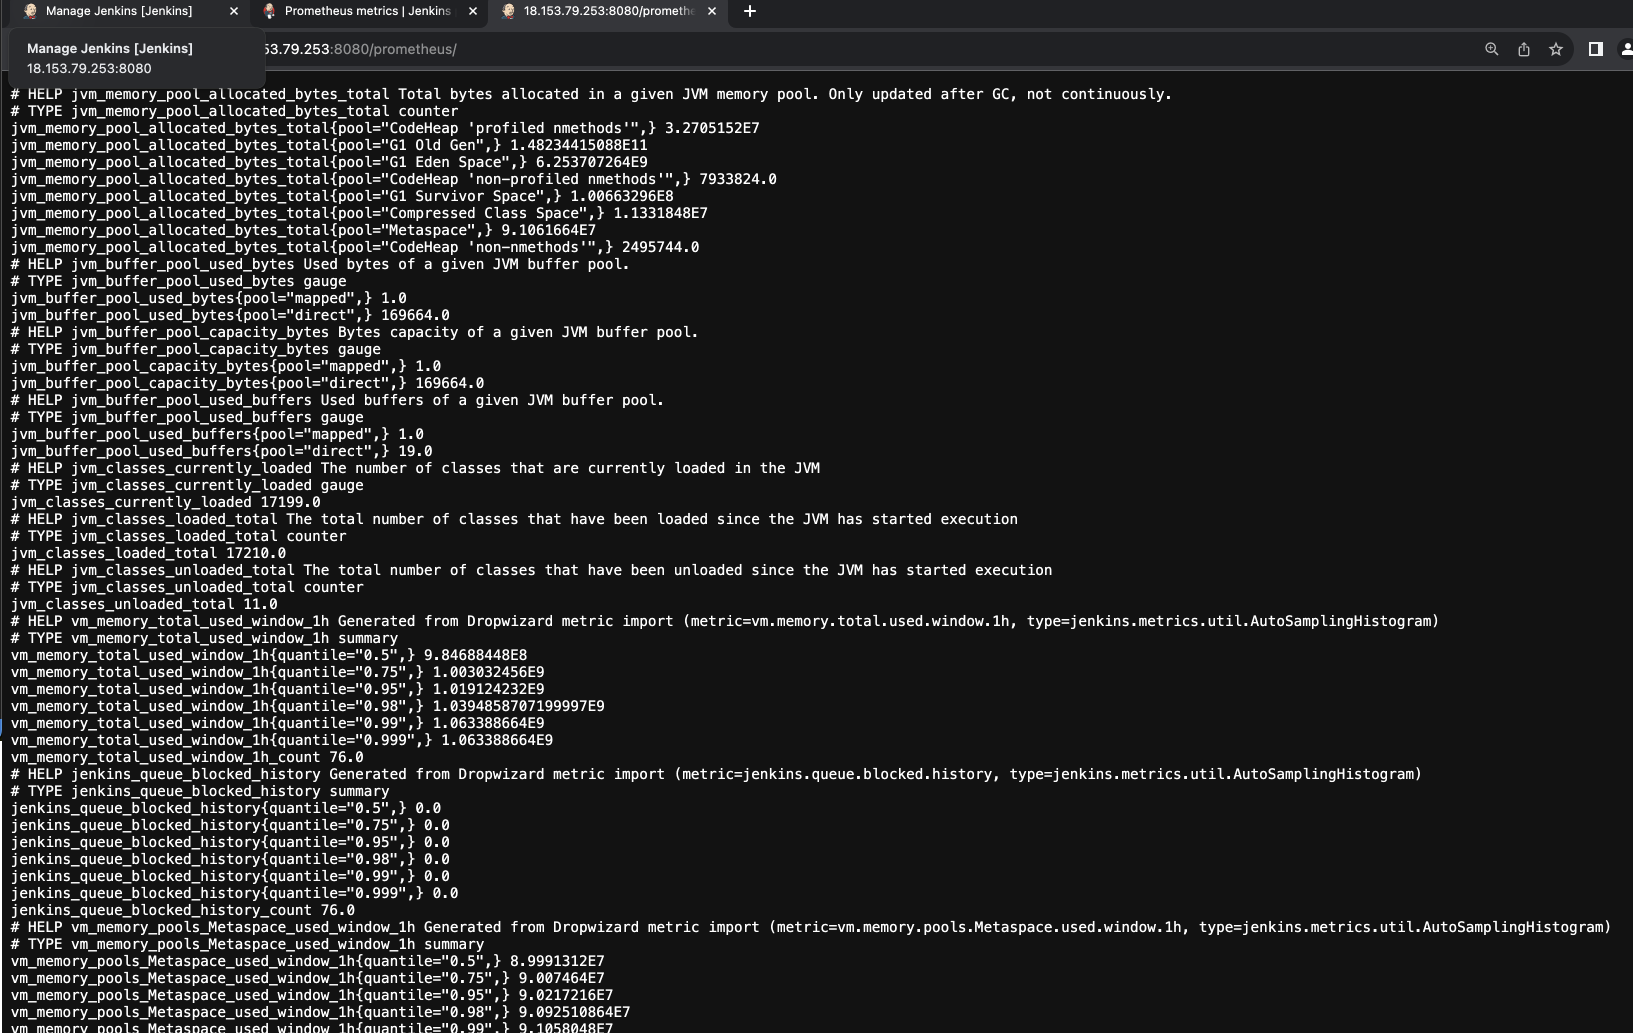 Manage Jenkins [Jenkins]
Prometheus metrics | Jenkins
18.153.79.253:8080/prometh
Manage Jenkins [Jenkins]
18.153.79.253:8080
53.79.253:8080/prometheus/
# HELP jvm_memory_pool_allocated_bytes_total Total bytes allocated in a given JVM memory pool. Only updated after GC, not continuously.
# TYPE jvm_memory_pool_allocated_bytes_total counter
jvm_memory_pool_allocated_bytes_total{pool="CodeHeap 'profiled nmethods'",} 3.2705152E7
jvm_memory_pool_allocated_bytes_total{pool="G1 Old Gen",} 1.48234415088E11
jvm_memory_pool_allocated_bytes_total{pool="G1 Eden Space",} 6.253707264E9
jvm_memory_pool_allocated_bytes_total{pool="CodeHeap 'non-profiled nmethods'",} 7933824.0
jvm_memory_pool_allocated_bytes_total{pool="G1 Survivor Space",} 1.00663296E8
jvm_memory_pool_allocated_bytes_total{pool="Compressed Class Space",} 1.1331848E7
jvm_memory_pool_allocated_bytes_total{pool="Metaspace",} 9.1061664E7
jvm_memory_pool_allocated_bytes_total{pool="CodeHeap 'non-nmethods'",} 2495744.0
# HELP jvm_buffer_pool_used_bytes Used bytes of a given JVM buffer pool.
# TYPE jvm_buffer_pool_used_bytes gauge
jvm_buffer_pool_used_bytes{pool="mapped",} 1.0
jvm_buffer_pool_used_bytes{pool="direct",} 169664.0
# HELP jvm_buffer_pool_capacity_bytes Bytes capacity of a given JVM buffer pool.
# TYPE jvm_buffer_pool_capacity_bytes gauge
jvm_buffer_pool_capacity_bytes{pool="mapped",} 1.0
jvm_buffer_pool_capacity_bytes{pool="direct",} 169664.0
# HELP jvm_buffer_pool_used_buffers Used buffers of a given JVM buffer pool.
# TYPE jvm_buffer_pool_used_buffers gauge
jvm_buffer_pool_used_buffers{pool="mapped",} 1.0
jvm_buffer_pool_used_buffers{pool="direct",} 19.0
# HELP jvm_classes_currently_loaded The number of classes that are currently loaded in the JVM
# TYPE jvm_classes_currently_loaded gauge
jvm_classes_currently_loaded 17199.0
# HELP jvm_classes_loaded_total The total number of classes that have been loaded since the JVM has started execution
# TYPE jvm_classes_loaded_total counter
jvm_classes_loaded_total 17210.0
# HELP jvm_classes_unloaded_total The total number of classes that have been unloaded since the JVM has started execution
# TYPE jvm_classes_unloaded_total counter
jvm_classes_unloaded_total 11.0
# HELP vm_memory_total_used_window_1h Generated from Dropwizard metric import (metric=vm.memory.total.used.window.1h, type=jenkins.metrics.util.AutoSamplingHistogram)
# TYPE vm_memory_total_used_window_1h summary
vm_memory_total_used_window_1h{quantile="0.5",} 9.84688448E8
vm_memory_total_used_window_1h{quantile="0.75",} 1.003032456E9
vm_memory_total_used_window_1h{quantile="0.95",} 1.019124232E9
vm_memory_total_used_window_1h{quantile="0.98",} 1.0394858707199997E9
vm_memory_total_used_window_1h{quantile="0.99",} 1.063388664E9
vm_memory_total_used_window_1h{quantile="0.999",} 1.063388664E9
vm_memory_total_used_window_1h_count 76.0
# HELP jenkins_queue_blocked_history Generated from Dropwizard metric import (metric=jenkins.queue.blocked.history, type=jenkins.metrics.util.AutoSamplingHistogram)
# TYPE jenkins_queue_blocked_history summary
jenkins_queue_blocked_history{quantile="0.5",} 0.0
jenkins_queue_blocked_history{quantile="0.75",} 0.0
jenkins_queue_blocked_history{quantile="0.95",} 0.0
jenkins_queue_blocked_history{quantile="0.98",} 0.0
jenkins_queue_blocked_history{quantile="0.99",} 0.0
jenkins_queue_blocked_history{quantile="0.999",} 0.0
jenkins_queue_blocked_history_count 76.0
# HELP vm_memory_pools_Metaspace_used_window_1h Generated from Dropwizard metric import (metric=vm.memory.pools.Metaspace.used.window.1h, type=jenkins.metrics.util.AutoSamplingHistogram)
# TYPE vm_memory_pools_Metaspace_used_window_1h summary
vm_memory_pools_Metaspace_used_window_1h{quantile="0.5",} 8.9991312E7
vm_memory_pools_Metaspace_used_window_1h{quantile="0.75",} 9.007464E7
vm_memory_pools_Metaspace_used_window_1h{quantile="0.95",} 9.0217216E7
vm_memory_pools_Metaspace_used_window_1h{quantile="0.98",} 9.092510864E7
vm_memory_pools_Metaspace_used_window_1h{quantile="0.99",} 9.1058048E7